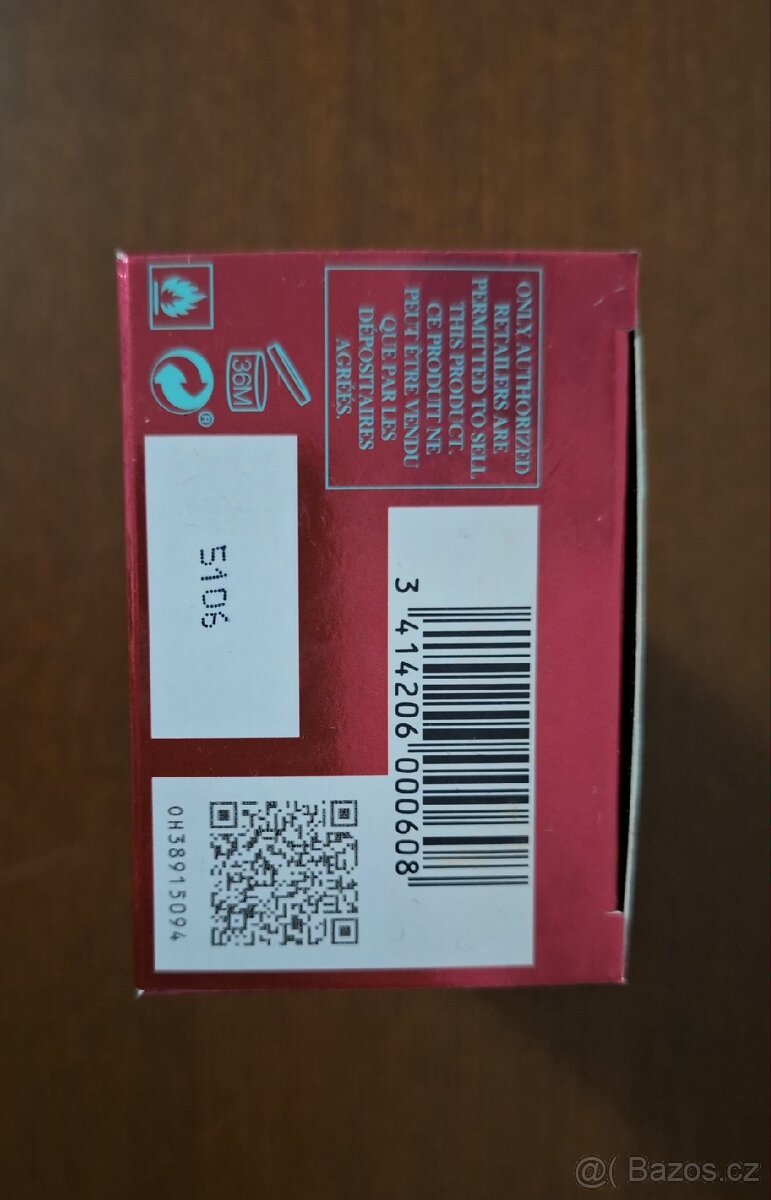 ONLY AUTHORIZED
RETAILERS ARE
PERMITTED TO SELL
THIS PRODUCT.
CE PRODUIT NE
PEUT ÊTRE VENDU
QUE PAR LES
DÉPOSITAIRES
AGRÉÉS.
36M
®
5106
3 414206 000608
0H38915094
@( Bazos.cz